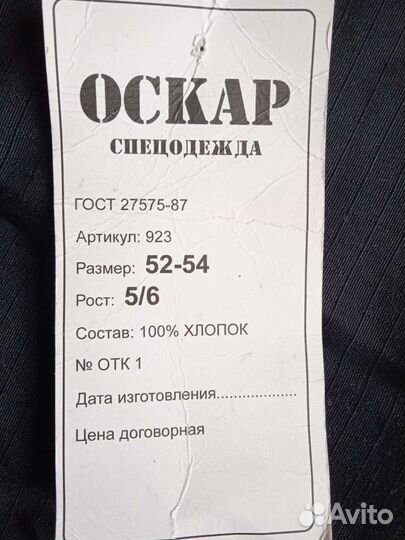 ОСКАР
СПЕЦОДЕЖДА
ГОСТ 27575-87
Артикул: 923
Размер: 52-54
Рост: 5/6
Состав: 100% ХЛОПОК
№ ОТК 1
Дата изготовления...................
Цена договорная
Avito